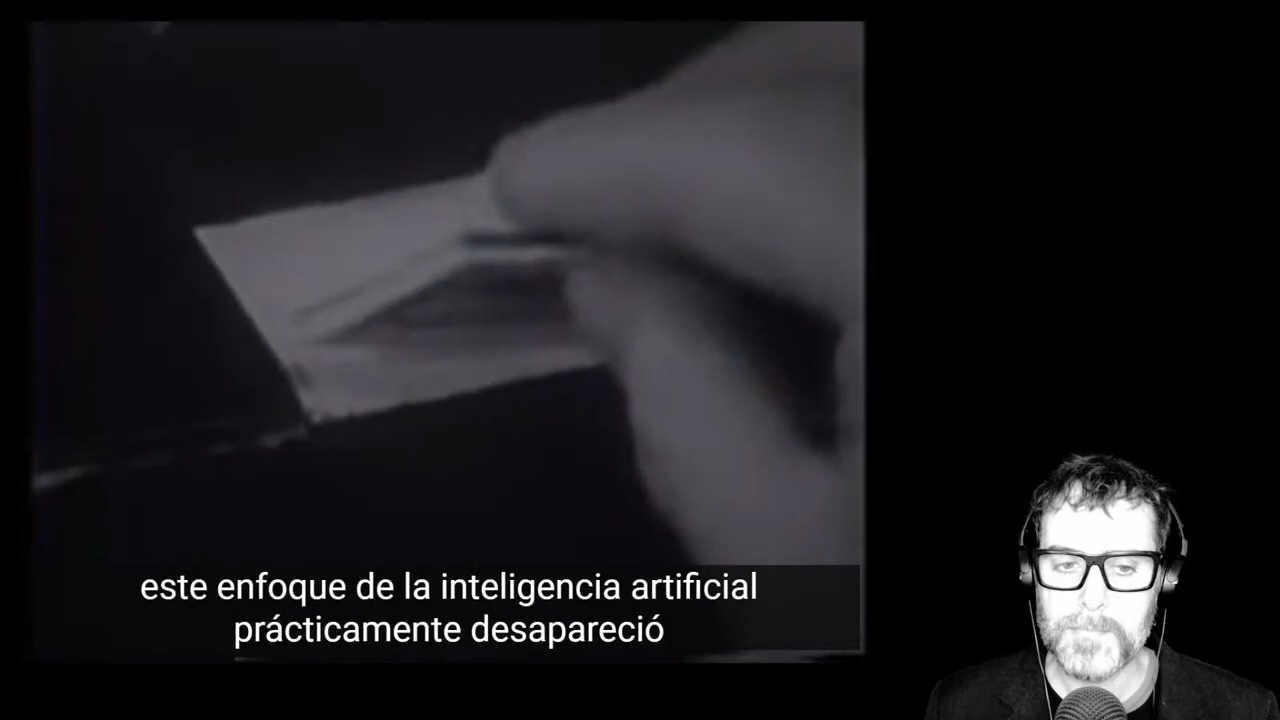 este enfoque de la inteligencia artificial
prácticamente desapareció